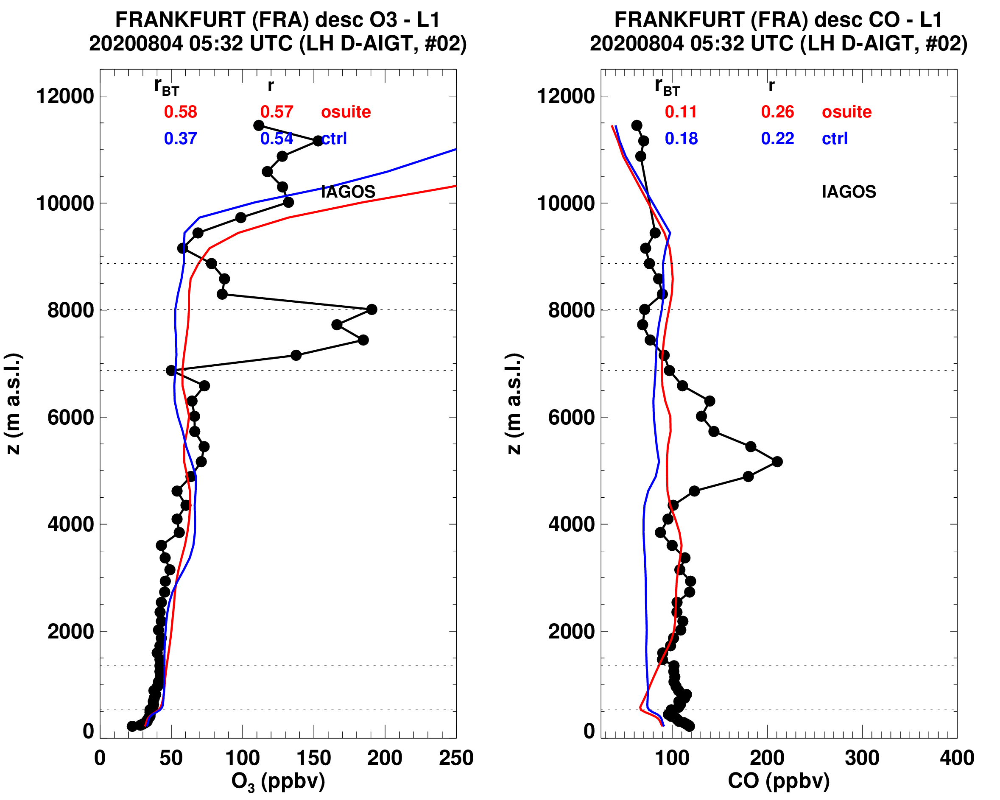 FRANKFURT (FRA) desc O3 - L1
20200804 05:32 UTC (LH D-AIGT, #02)
rBT r
0.58 0.57 osuite
0.37 0.54 ctrl
IAGOS
12000
10000
8000
6000
4000
2000
0
z (m a.s.l.)
0 50 100 150 200 250
O3 (ppbv)
FRANKFURT (FRA) desc CO - L1
20200804 05:32 UTC (LH D-AIGT, #02)
rBT r
0.11 0.26 osuite
0.18 0.22 ctrl
IAGOS
12000
10000
8000
6000
4000
2000
0
z (m a.s.l.)
100 200 300 400
CO (ppbv)